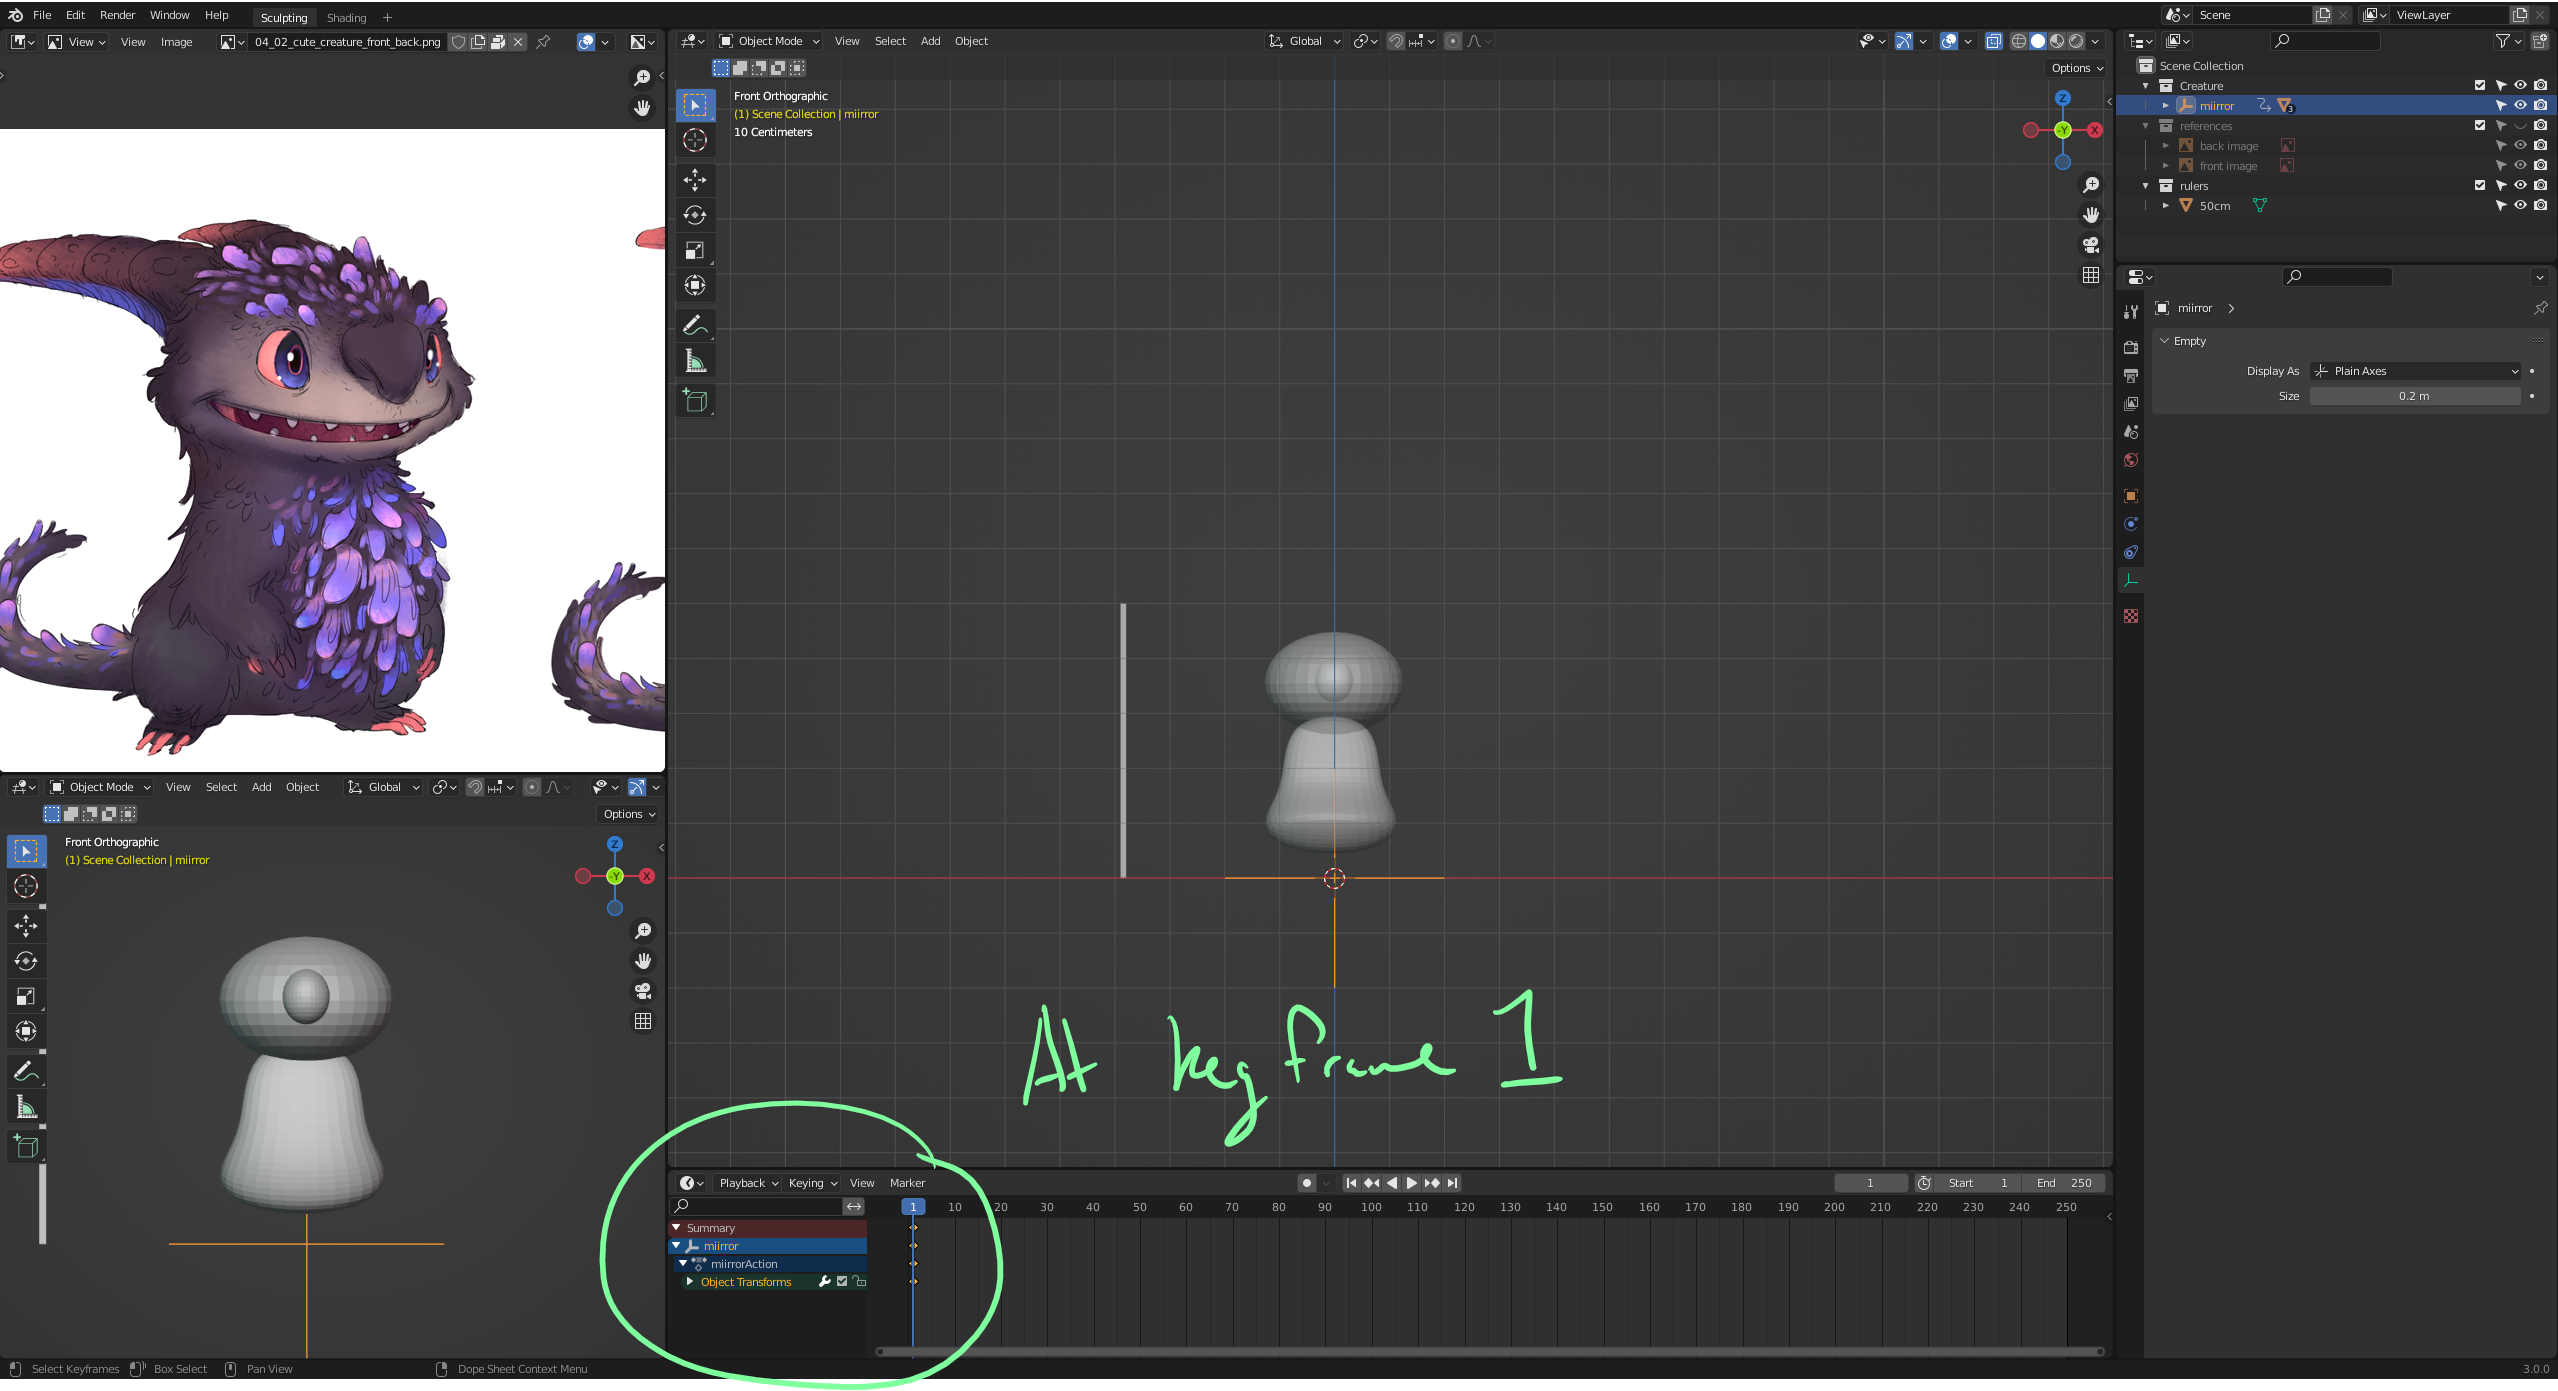 File Edit Render Window Help Sculpting Shading + Scene ViewLayer
View View Image 04_02_cute_creature_front_back.png
Object Mode View Select Add Object Global
Options
Front Orthographic
(1) Scene Collection | miirror
10 Centimeters
Z
-Y
X
Scene Collection
Creature
miirror 3
references
back image
front image
rulers
50cm
miirror
Empty
Display As Plain Axes
Size 0.2 m
Object Mode View Select Add Object Global
Options
Front Orthographic
(1) Scene Collection | miirror
Z
-Y
X
At keyframe 1
Playback Keying View Marker 1 Start 1 End 250
1 10 20 30 40 50 60 70 80 90 100 110 120 130 140 150 160 170 180 190 200 210 220 230 240 250
Summary
miirror
miirrorAction
Object Transforms
Select Keyframes Box Select Pan View Dope Sheet Context Menu 3.0.0